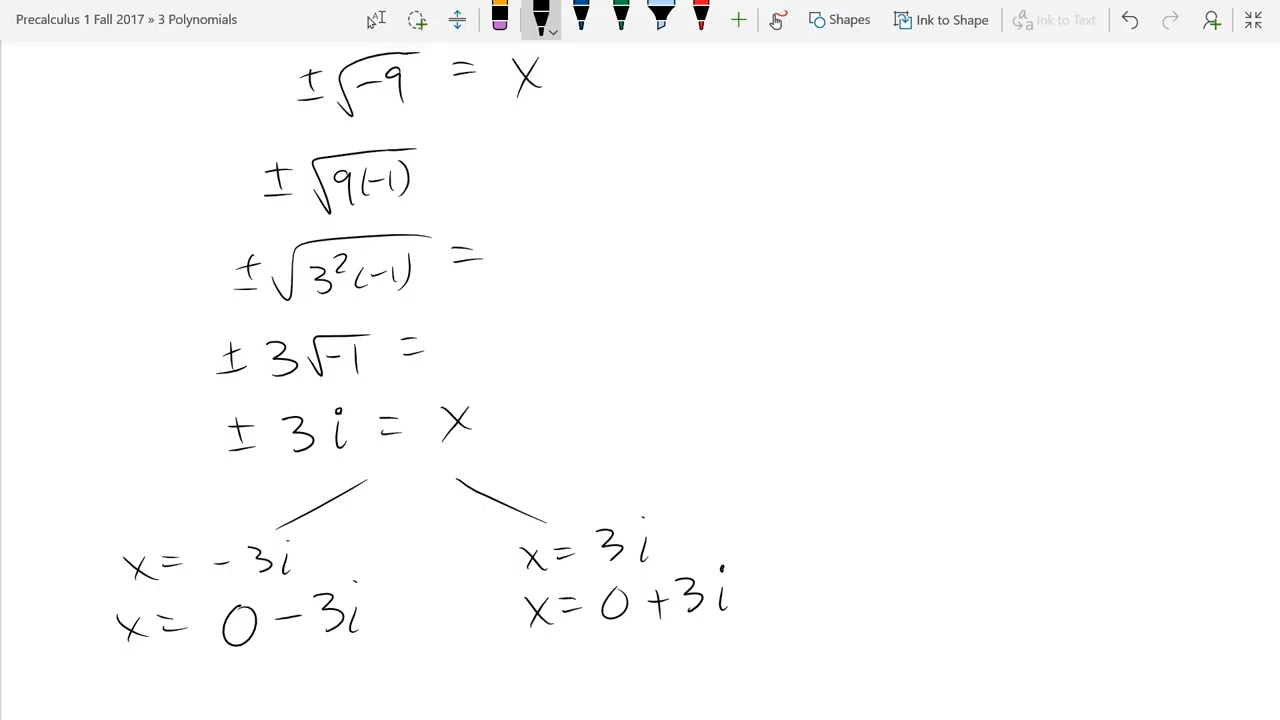 Precalculus 1 Fall 2017 » 3 Polynomials Shapes Ink to Shape Ink to Text
±√-9 = x
±√9(-1)
±√3²(-1) =
± 3√-1 =
± 3i = x
x = -3i x = 3i
x = 0 - 3i x = 0 + 3i